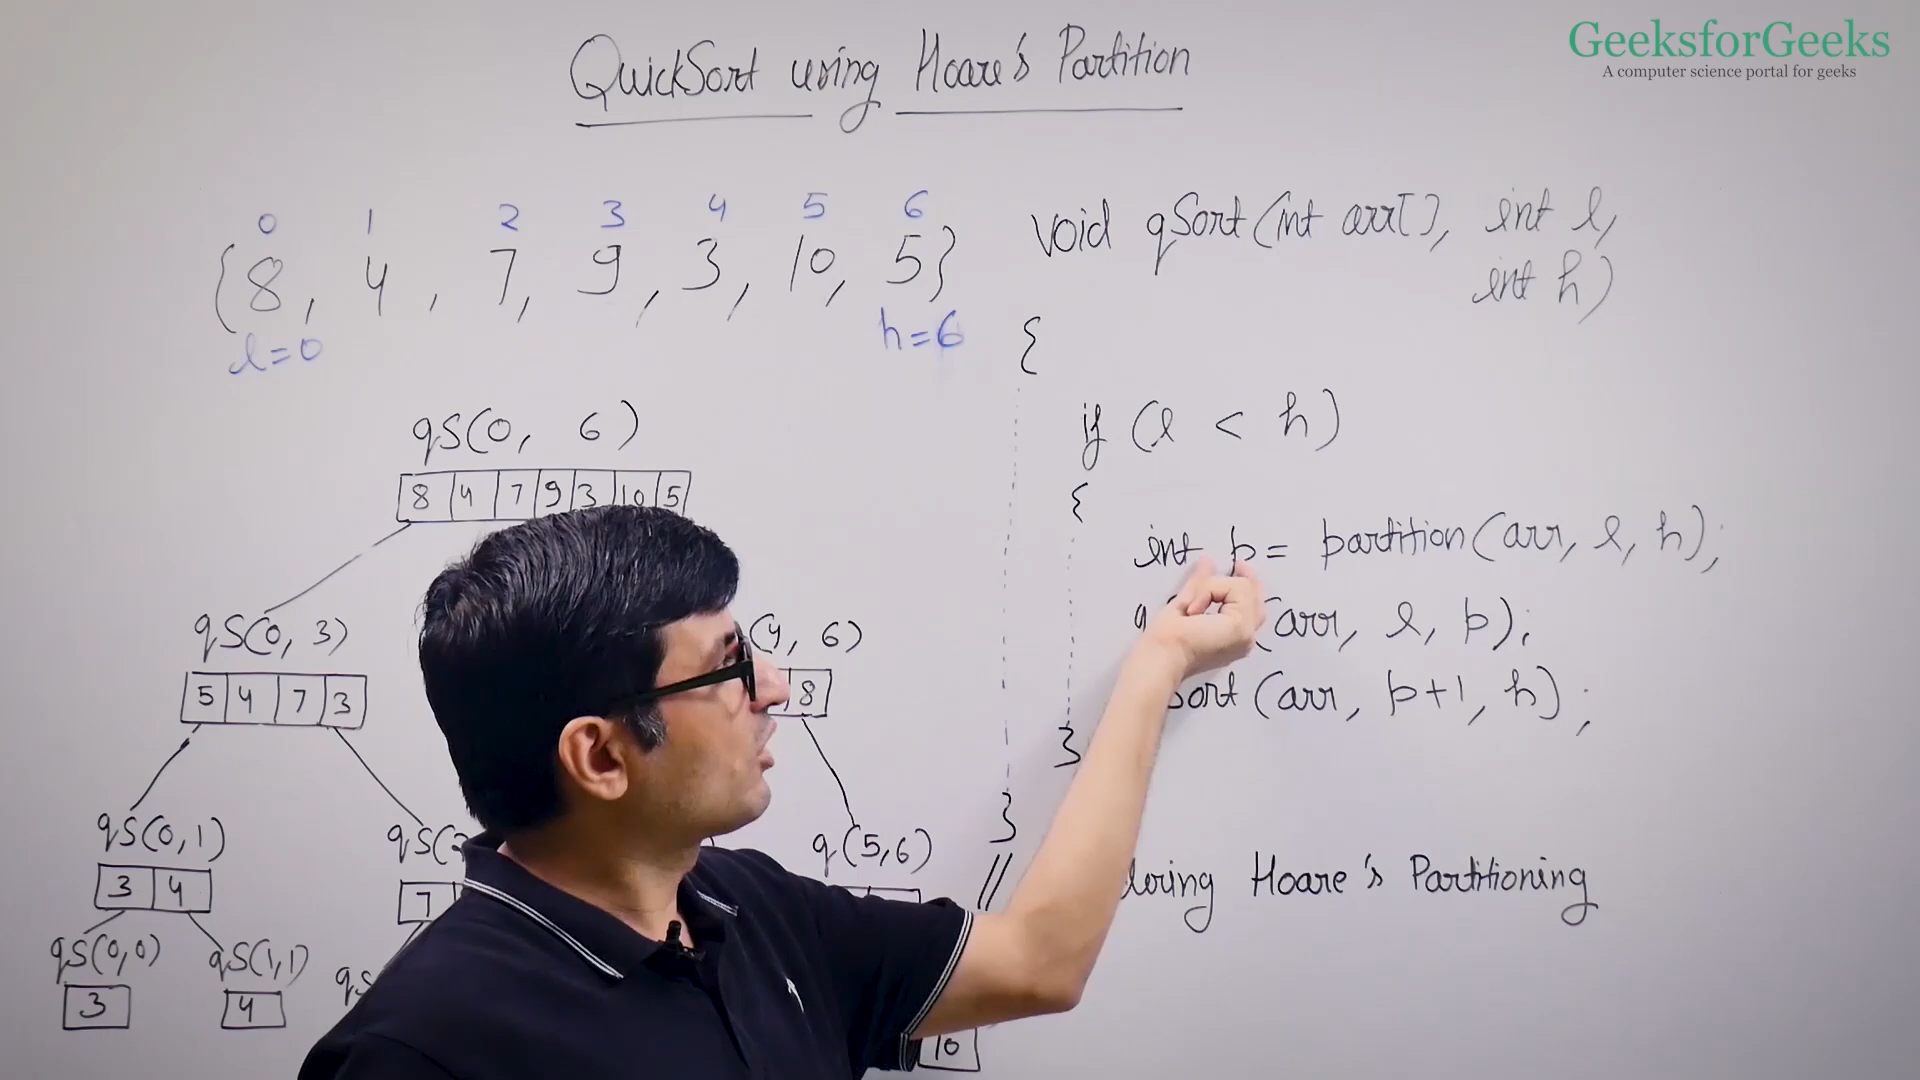 GeeksforGeeks
A computer science portal for geeks
QuickSort using Hoare's Partition
0 1 2 3 4 5 6
{8, 4, 7, 9, 3, 10, 5}
l=0 h=6
qS(0, 6)
8 4 7 9 3 10 5
qS(0, 3) (4, 6)
5 4 7 3 8
qS(0,1) qS( q(5,6)
3 4 7
qS(0,0) qS(1,1) qS
3 4 10
void qSort(int arr[], int l,
int h)
{
if (l < h)
{
int p = partition(arr, l, h);
(arr, l, p);
sort (arr, p+1, h);
}
}
// Hoare's Partitioning